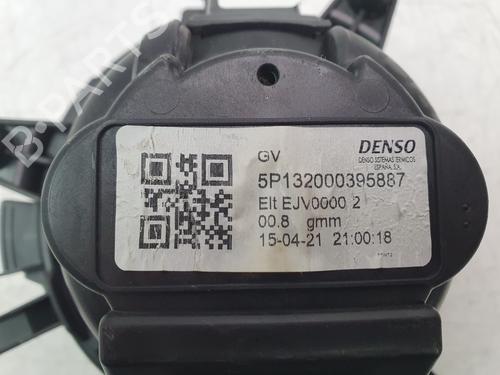 B-PARTS
GV
DENSO
DENSO SISTEMAS TERMICOS
ESPAÑA, S.A.
5P132000395887
Elt EJV0000 2
00.8 gmm
15-04-21 21:00:18